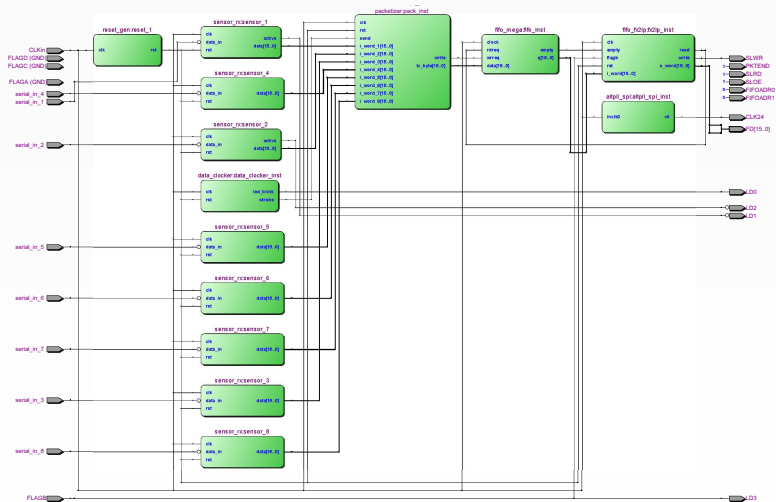 CLKin
FLAGD (GND)
FLAGC (GND)
FLAGA (GND)
serial_in_4
serial_in_1
serial_in_2
serial_in_5
serial_in_6
serial_in_7
serial_in_3
serial_in_8
FLAGB
reset_gen:reset_1
clk rst
sensor_rx:sensor_1
clk
data_in
rst
active
data[15..0]
sensor_rx:sensor_4
clk
data_in
rst
data[15..0]
sensor_rx:sensor_2
clk
data_in
rst
active
data[15..0]
data_clocker:data_clocker_inst
clk
rst
led_blink
strobe
sensor_rx:sensor_5
clk
data_in
rst
data[15..0]
sensor_rx:sensor_6
clk
data_in
rst
data[15..0]
sensor_rx:sensor_7
clk
data_in
rst
data[15..0]
sensor_rx:sensor_3
clk
data_in
rst
data[15..0]
sensor_rx:sensor_8
clk
data_in
rst
data[15..0]
packetizer:pack_inst
clk
rst
send
i_word_1[15..0]
i_word_2[15..0]
i_word_3[15..0]
i_word_4[15..0]
i_word_5[15..0]
i_word_6[15..0]
i_word_7[15..0]
i_word_8[15..0]
write
fifo_mega:fifo_inst
clock
rdreq
wrreq
data[15..0]
empty
q[15..0]
fifo_fx2lp:fx2lp_inst
clk
empty
flagb
rst
i_word[15..0]
read
write
o_word[15..0]
altpll_spi:altpll_spi_inst
inclk0 c0
SLWR
PKTEND
SLRD
SLOE
FIFOADR0
FIFOADR1
CLK24
FD[15..0]
LD0
LD2
LD1
LD3